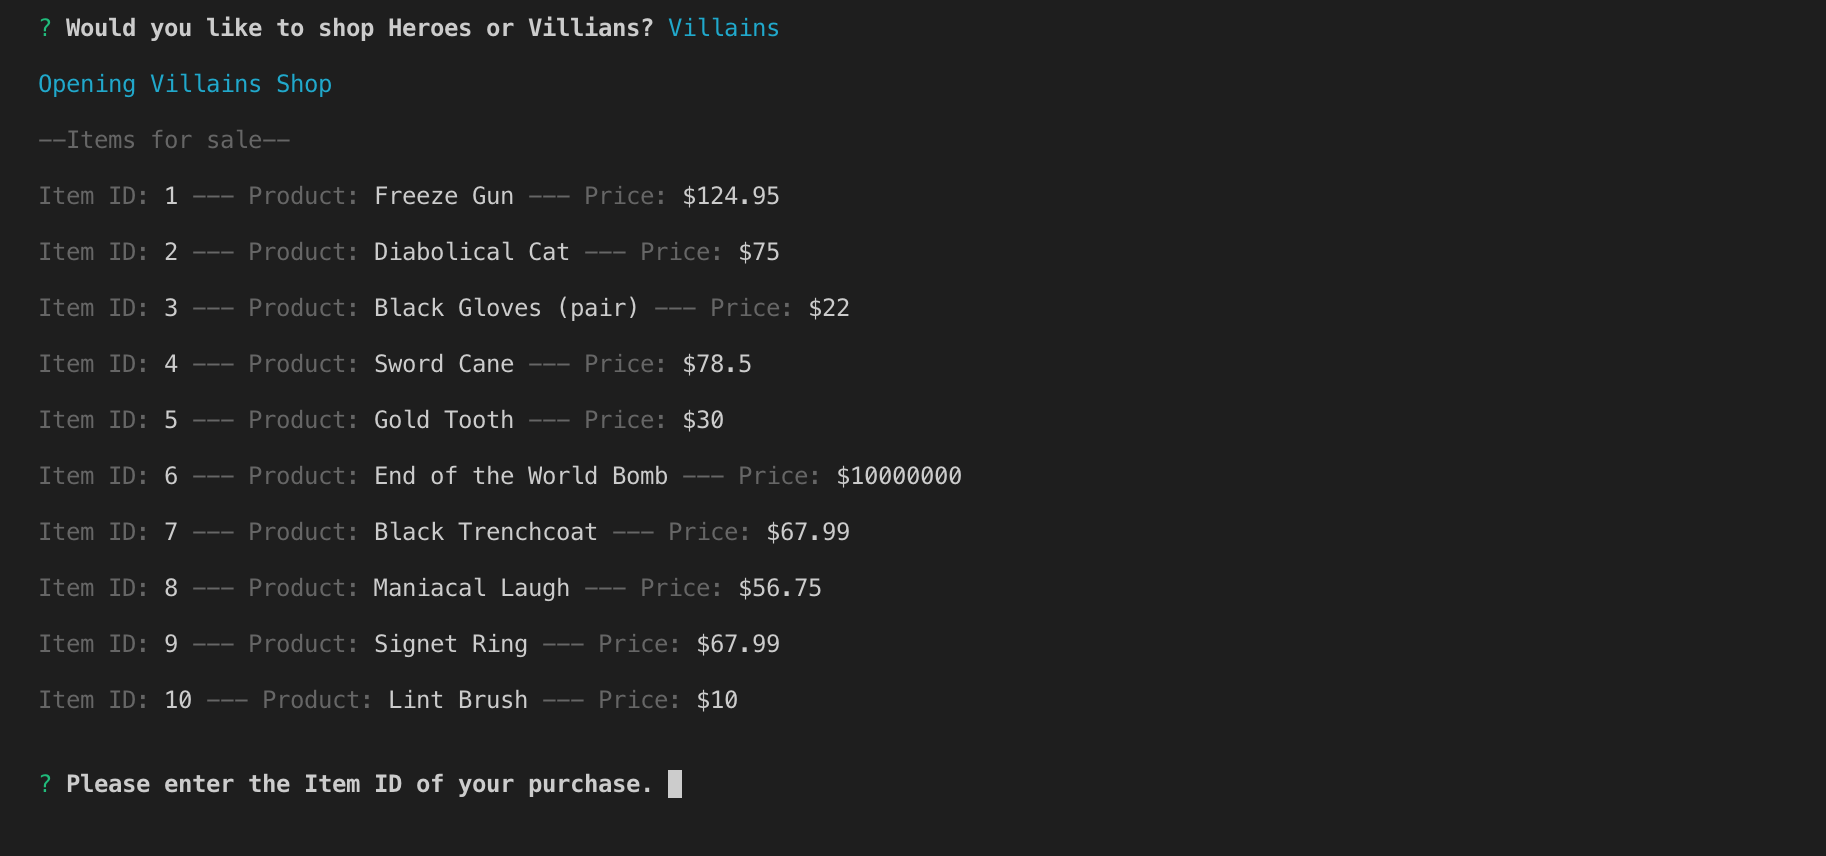 ? Would you like to shop Heroes or Villians? Villains
Opening Villains Shop
--Items for sale--
Item ID: 1 --- Product: Freeze Gun --- Price: $124.95
Item ID: 2 --- Product: Diabolical Cat --- Price: $75
Item ID: 3 --- Product: Black Gloves (pair) --- Price: $22
Item ID: 4 --- Product: Sword Cane --- Price: $78.5
Item ID: 5 --- Product: Gold Tooth --- Price: $30
Item ID: 6 --- Product: End of the World Bomb --- Price: $10000000
Item ID: 7 --- Product: Black Trenchcoat --- Price: $67.99
Item ID: 8 --- Product: Maniacal Laugh --- Price: $56.75
Item ID: 9 --- Product: Signet Ring --- Price: $67.99
Item ID: 10 --- Product: Lint Brush --- Price: $10
? Please enter the Item ID of your purchase.